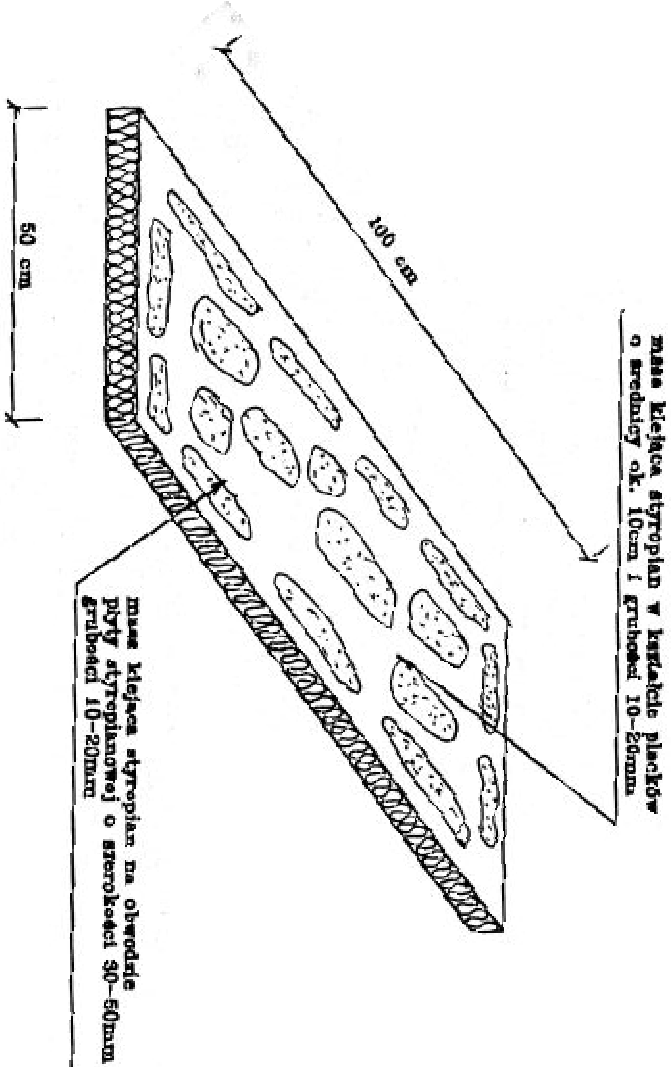 masa klejąca styropian w kształcie placków
o średnicy ok. 10cm i grubości 10-20mm
100 cm
50 cm
masa klejąca styropian na obwodzie
płyty styropianowej o szerokości 30-50mm
grubości 10-20mm